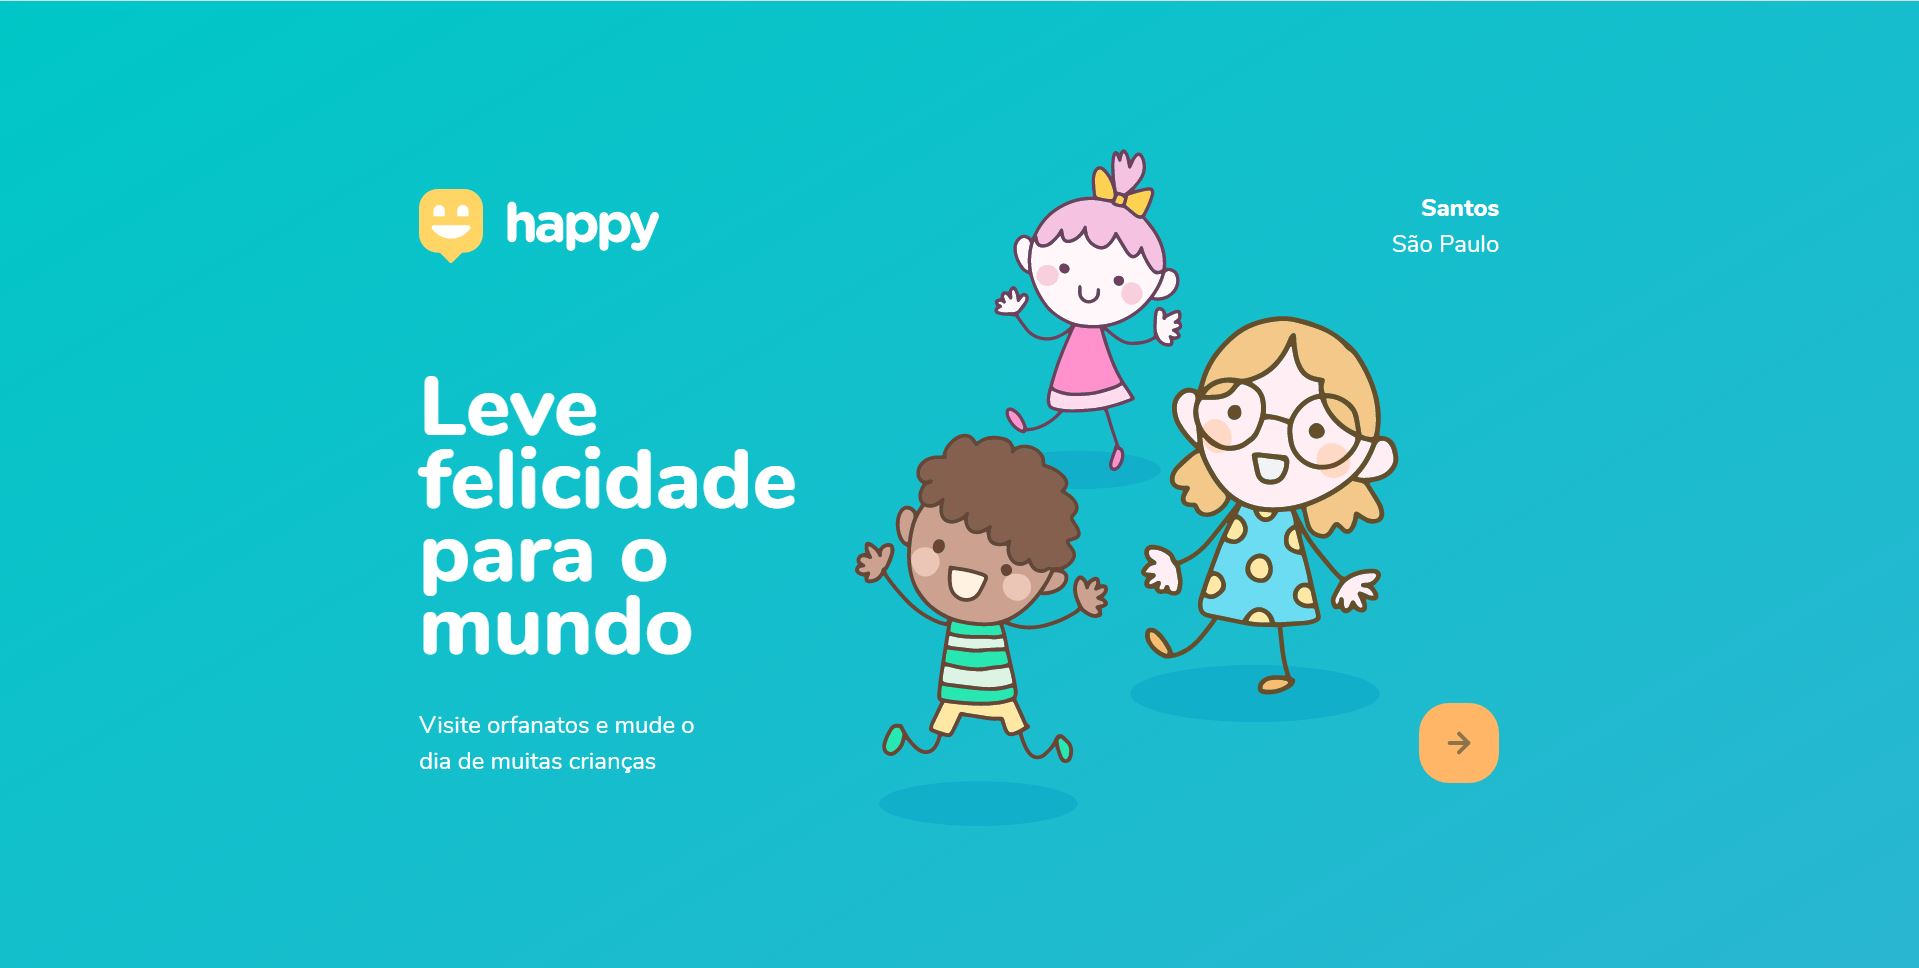 happy
Santos
São Paulo
Leve
felicidade
para o
mundo
Visite orfanatos e mude o
dia de muitas crianças